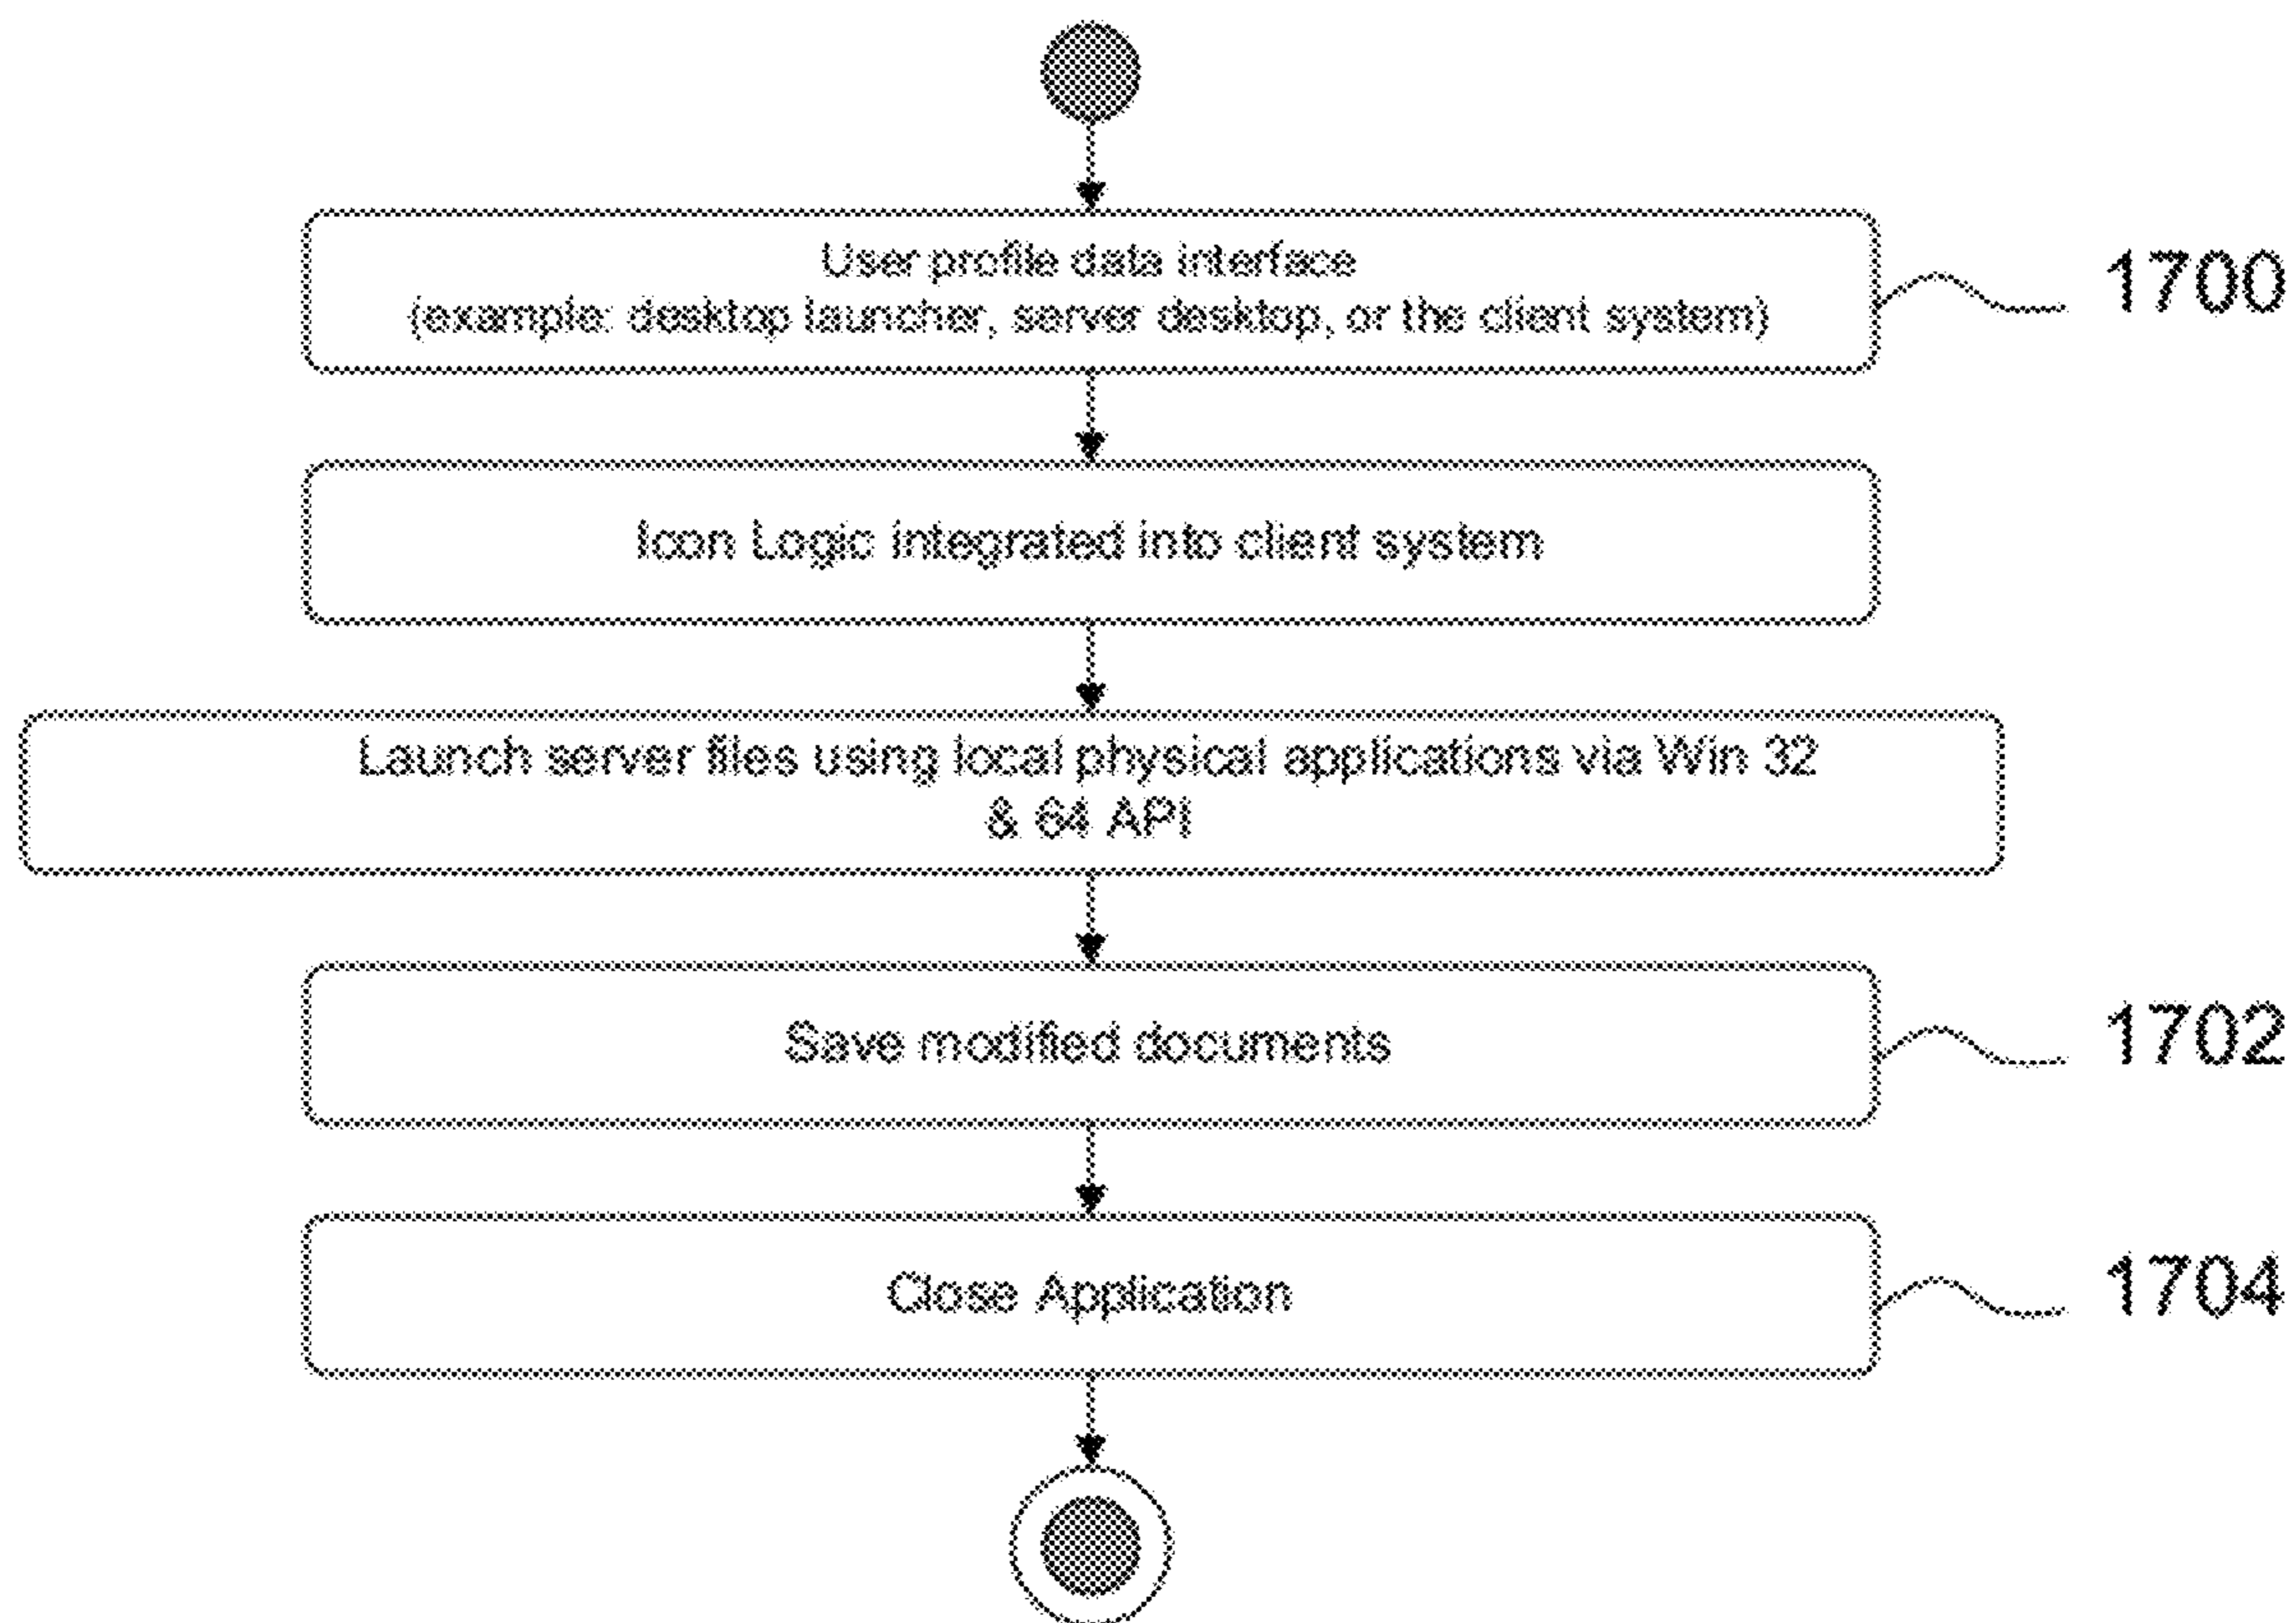 User profile data interface
(example: desktop launcher, server desktop, or the client system)
1700
Icon Logic integrated into client system
Launch server files using local physical applications via Win 32
& 64 API
Save modified documents
1702
Close Application
1704